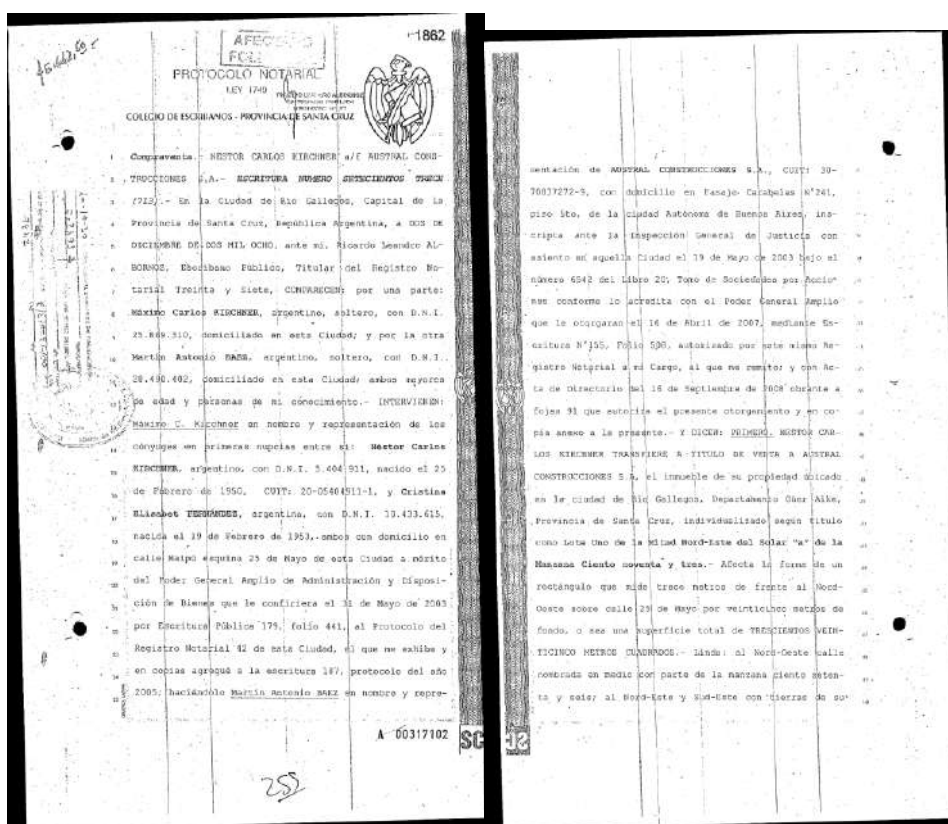 1862
PROTOCOLO NOTARIAL
LEY 1749
COLEGIO DE ESCRIBANOS - PROVINCIA DE SANTA CRUZ
Compraventa.- NESTOR CARLOS KIRCHNER a/f AUSTRAL CONS-
TRUCCIONES S.A.- ESCRITURA NUMERO SETECIENTOS TRECE
(713).- En la Ciudad de Rio Gallegos, Capital de la
Provincia de Santa Cruz, República Argentina, a DOS DE
DICIEMBRE DE DOS MIL OCHO, ante mi, Ricardo Leandro AL-
BORNOS, Escribano Público, Titular del Registro No-
tarial Treinta y Siete, COMPARECEN: por una parte:
Máximo Carlos KIRCHNER, argentino, soltero, con D.N.I.
domiciliado en esta Ciudad; y por la otra
Martín Antonio BAEZ, argentino, soltero, con D.N.I.
domiciliado en esta Ciudad; ambos mayores
de edad y personas de mi conocimiento.- INTERVIENEN:
Máximo C. Kirchner en nombre y representación de los
cónyuges en primeras nupcias entre si: Néstor Carlos
KIRCHNER, argentino, con D.N.I. nacido el 25
de Febrero de 1950, CUIT: y Cristina
Elisabet FERNÁNDEZ, argentina, con D.N.I.
nacida el 19 de Febrero de 1953, ambos con domicilio en
calle Maipú esquina 25 de Mayo de esta Ciudad a mérito
del Poder General Amplio de Administración y Disposi-
ción de Bienes que le confiriera el de Mayo de 2003
por Escritura Pública 179, folio 441, al Protocolo del
Registro Notarial 42 de esta Ciudad, el que me exhibe y
en copias agregué a la escritura 187, protocolo del año
2005; haciéndolo Martín Antonio BAEZ en nombre y repre-
A 00317102
SC
255
sentación de AUSTRAL CONSTRUCCIONES S.A., CUIT: 30-
70837272-9, con domicilio en Pasaje Carabelas N°241,
piso 5to, de la ciudad Autónoma de Buenos Aires, ins-
cripta ante la Inspección General de Justicia con
asiento en aquella Ciudad el 19 de Mayo de 2003 bajo el
número 6542 del Libro 20, Tomo de Sociedades por Accio-
nes conforme lo acredita con el Poder General Amplio
que le otorgaran el 16 de Abril de 2007, mediante Es-
critura N°155, Folio 508, autorizado por este mismo Re-
gistro Notarial a mi Cargo, al que me remito; y con Ac-
ta de Directorio del 16 de Septiembre de 2008 obrante a
fojas 91 que autoriza el presente otorgamiento y en co-
pia anexo a la presente.- Y DICEN: PRIMERO. NESTOR CAR-
LOS KIRCHNER TRANSFIERE A TITULO DE VENTA A AUSTRAL
CONSTRUCCIONES S.A. el inmueble de su propiedad ubicado
en la ciudad de Rio Gallegos, Departamento Güer Aike,
Provincia de Santa Cruz, individualizado según título
como Lote Uno de la Mitad Nord-Este del Solar "a" de la
Manzana Ciento noventa y tres.- Afecta la forma de un
rectángulo que mide trece metros de frente al Nord-
Oeste sobre calle 25 de Mayo por veinticinco metros de
fondo, o sea una superficie total de TRESCIENTOS VEIN-
TICINCO METROS CUADRADOS.- Linda: al Nord-Oeste calle
nombrada en medio con parte de la manzana ciento seten-
ta y seis; al Nord-Este y Sud-Este con tierras de su